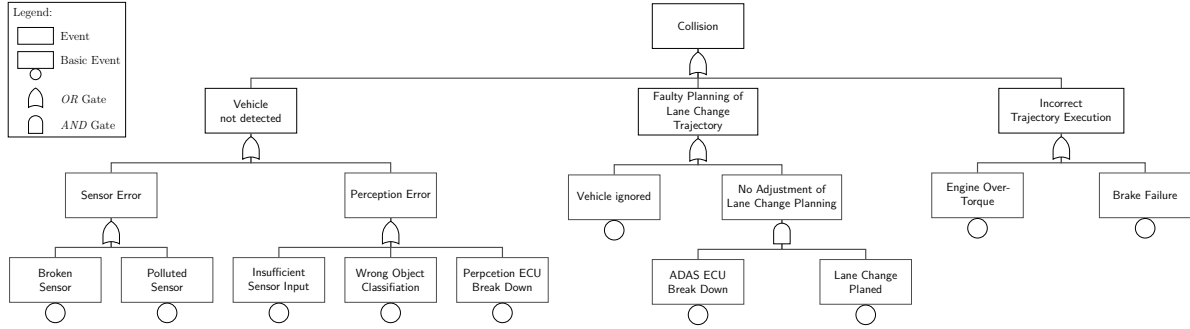 Legend:
Event
Basic Event
OR Gate
AND Gate
Collision
Vehicle
not detected
Faulty Planning of
Lane Change
Trajectory
Incorrect
Trajectory Execution
Sensor Error
Perception Error
Vehicle ignored
No Adjustment of
Lane Change Planning
Engine Over-
Torque
Brake Failure
Broken
Sensor
Polluted
Sensor
Insufficient
Sensor Input
Wrong Object
Classifiation
Perpcetion ECU
Break Down
ADAS ECU
Break Down
Lane Change
Planed